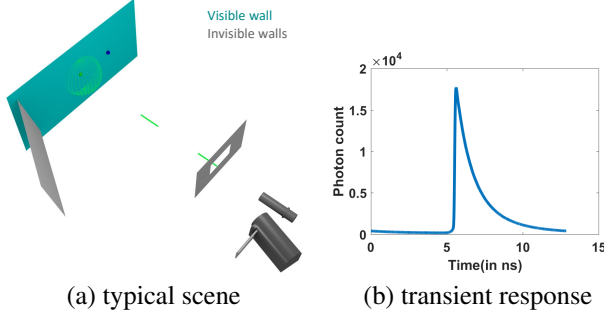 Visible wall
Invisible walls
×10⁴
2
1.5
1
0.5
0
Photon count
0
5
10
15
Time(in ns)
(a) typical scene
(b) transient response